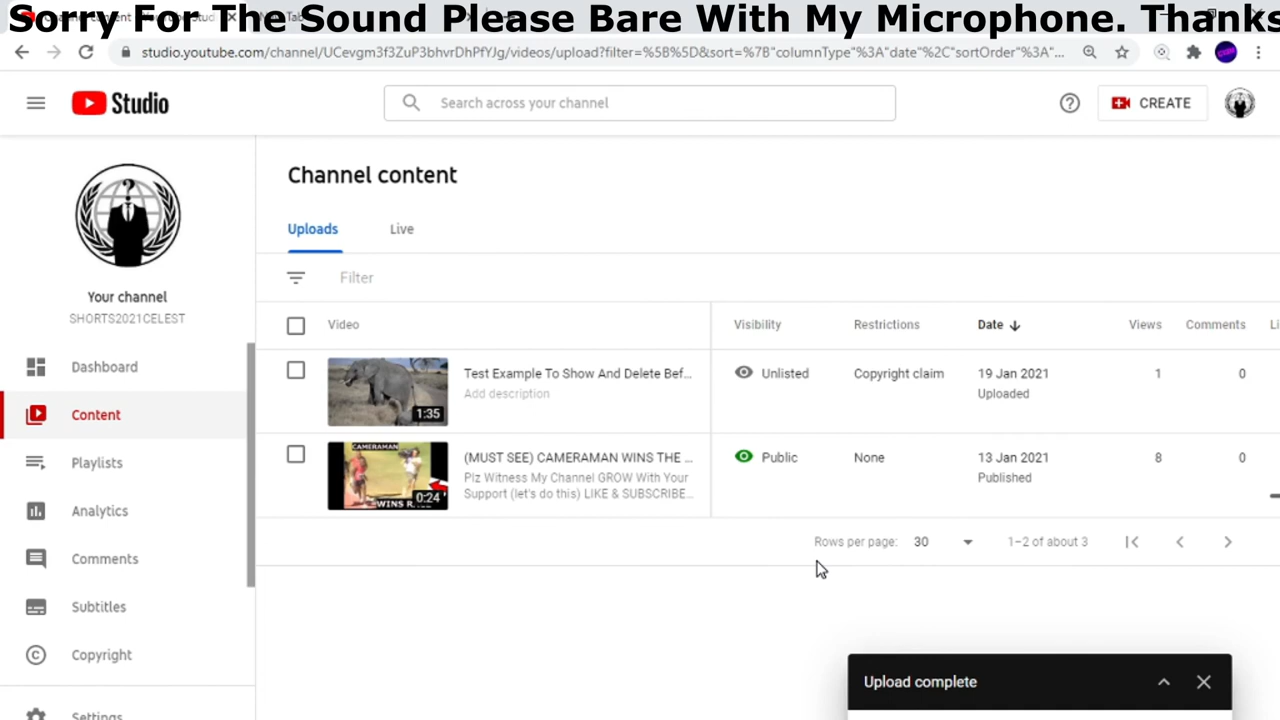 Sorry For The Sound Please Bare With My Microphone. Thanks
studio.youtube.com/channel/UCevgm3f3ZuP3bhvrDhPfYJg/videos/upload?filter=%5B%5D&sort=%7B"columnType"%3A"date"%2C"sortOrder"%3A"...
Studio
Search across your channel
CREATE
Channel content
Uploads Live
Filter
Your channel
SHORTS2021CELEST
Dashboard
Content
Playlists
Analytics
Comments
Subtitles
Copyright
Settings
Video Visibility Restrictions Date Views Comments Li
1:35
Test Example To Show And Delete Bef... Unlisted Copyright claim 19 Jan 2021 1 0
Add description Uploaded
CAMERAMAN
WINS R
0:24
(MUST SEE) CAMERAMAN WINS THE ... Public None 13 Jan 2021 8 0
Plz Witness My Channel GROW With Your Published
Support (let's do this) LIKE & SUBSCRIBE...
Rows per page: 30 1–2 of about 3
Upload complete